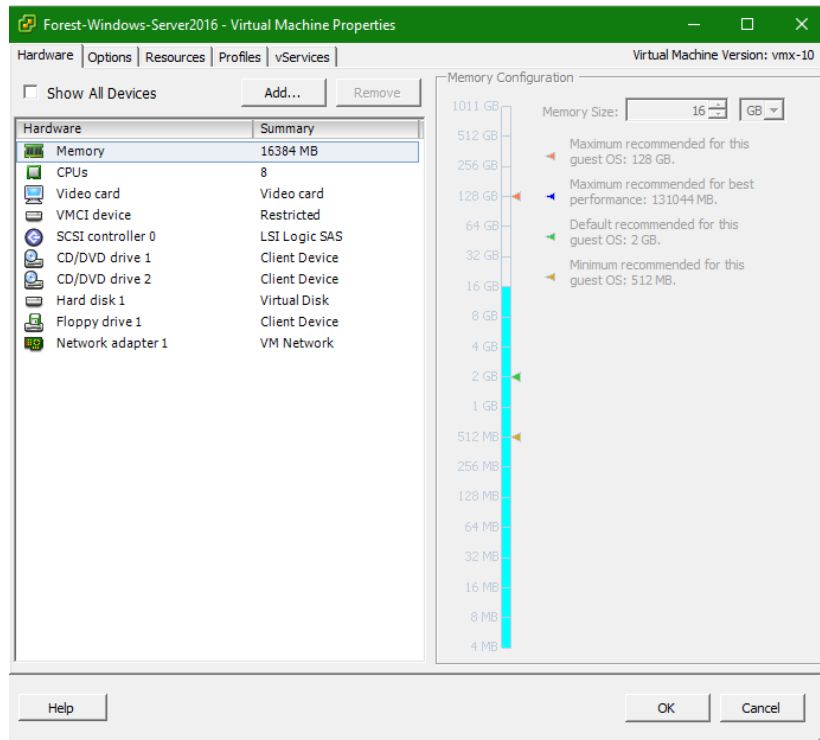 Forest-Windows-Server2016 - Virtual Machine Properties
Hardware Options Resources Profiles vServices Virtual Machine Version: vmx-10
Show All Devices Add... Remove
Hardware Summary
Memory 16384 MB
CPUs 8
Video card Video card
VMCI device Restricted
SCSI controller 0 LSI Logic SAS
CD/DVD drive 1 Client Device
CD/DVD drive 2 Client Device
Hard disk 1 Virtual Disk
Floppy drive 1 Client Device
Network adapter 1 VM Network
Memory Configuration
1011 GB
512 GB
256 GB
128 GB
64 GB
32 GB
16 GB
8 GB
4 GB
2 GB
1 GB
512 MB
256 MB
128 MB
64 MB
32 MB
16 MB
8 MB
4 MB
Memory Size: 16 GB
Maximum recommended for this
guest OS: 128 GB.
Maximum recommended for best
performance: 131044 MB.
Default recommended for this
guest OS: 2 GB.
Minimum recommended for this
guest OS: 512 MB.
Help OK Cancel